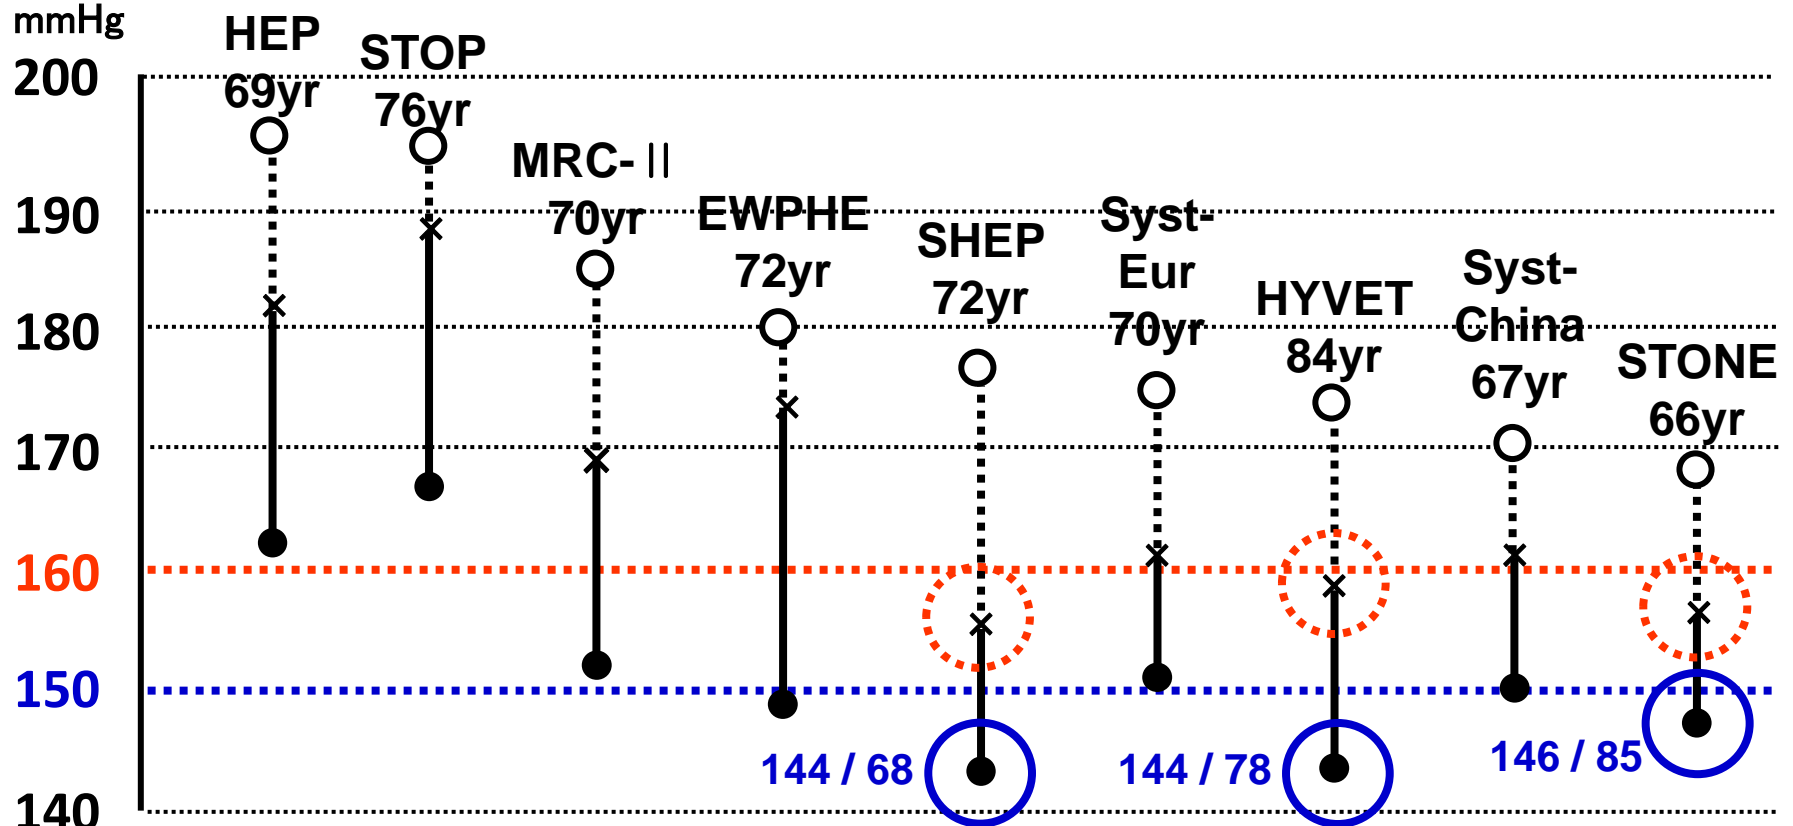 mmHg
200
190
180
170
160
150
140
HEP
69yr
STOP
76yr
MRC-Ⅱ
70yr
EWPHE
72yr
SHEP
72yr
Syst-
Eur
70yr
HYVET
84yr
Syst-
China
67yr
STONE
66yr
144 / 68
144 / 78
146 / 85